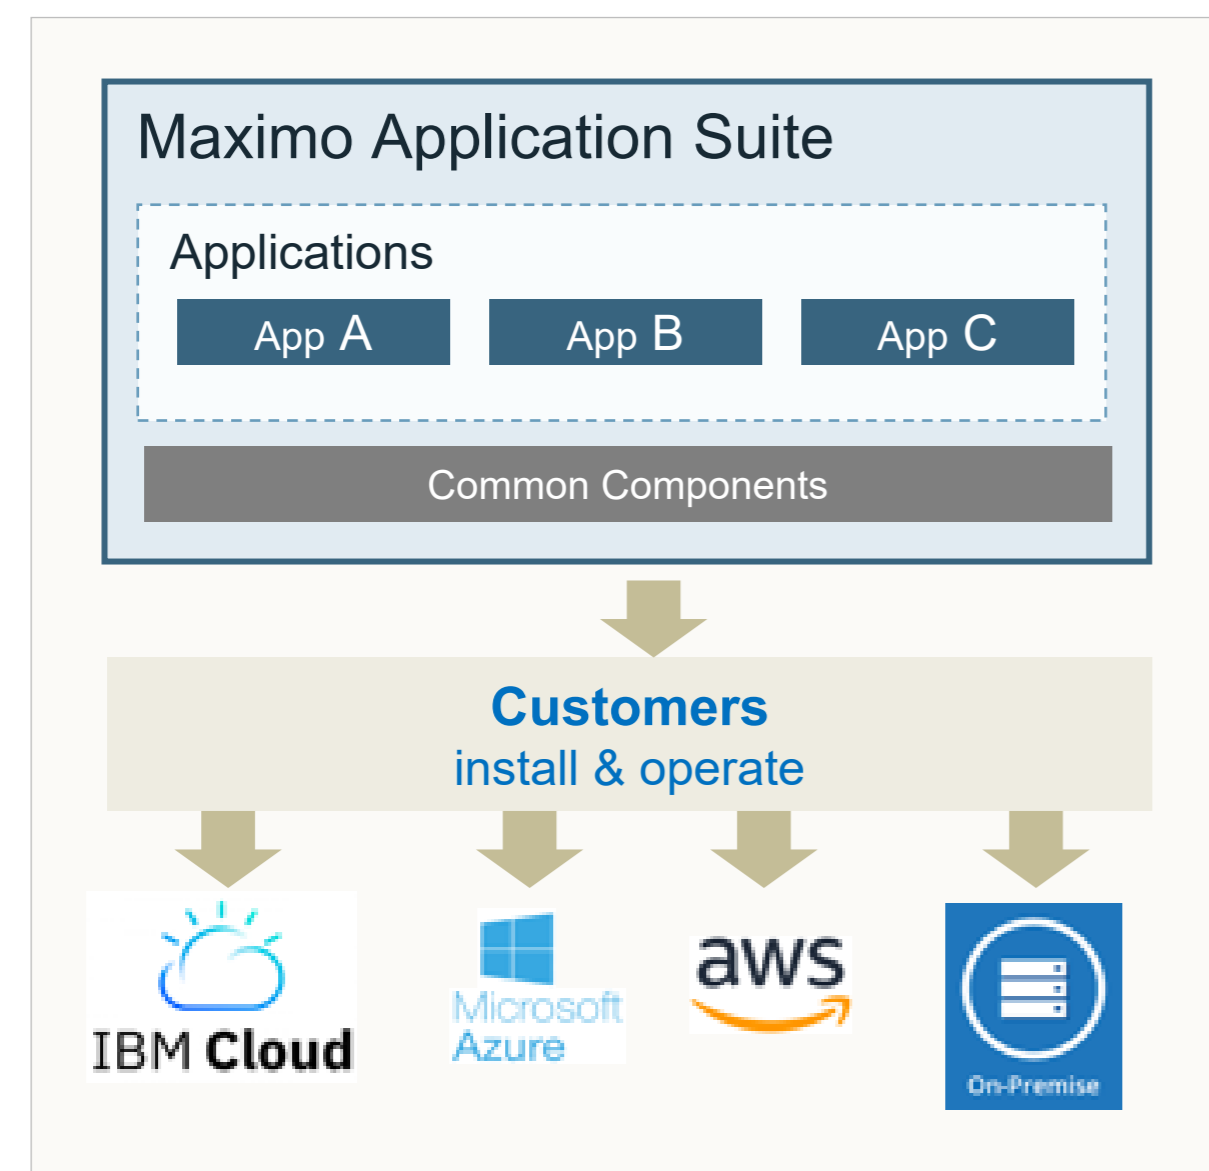 Maximo Application Suite
Applications
App A
App B
App C
Common Components
Customers
install & operate
IBM Cloud
Microsoft
Azure
aws
On-Premise